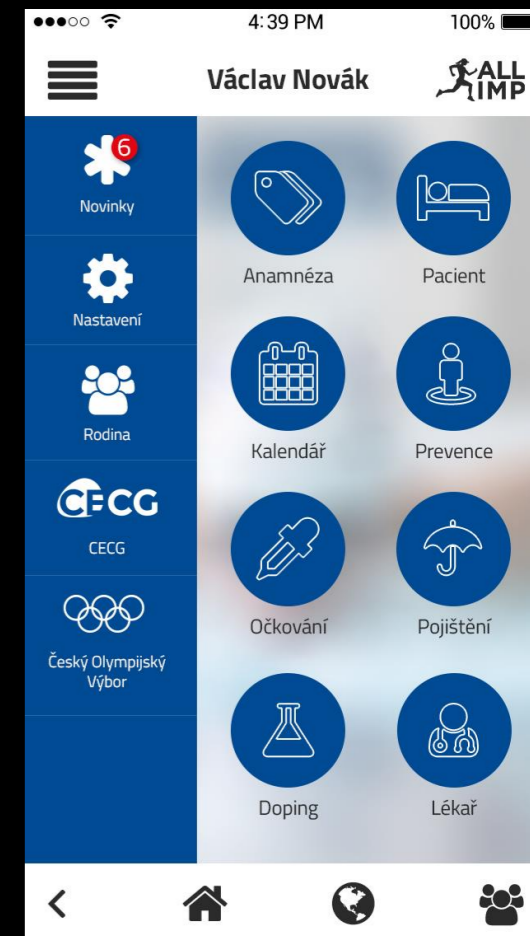 4:39 PM
100%
Václav Novák
ALL
IMP
6
Novinky
Nastavení
Rodina
CECG
CECG
Český Olympijský
Výbor
Anamnéza
Pacient
Kalendář
Prevence
Očkování
Pojištění
Doping
Lékař